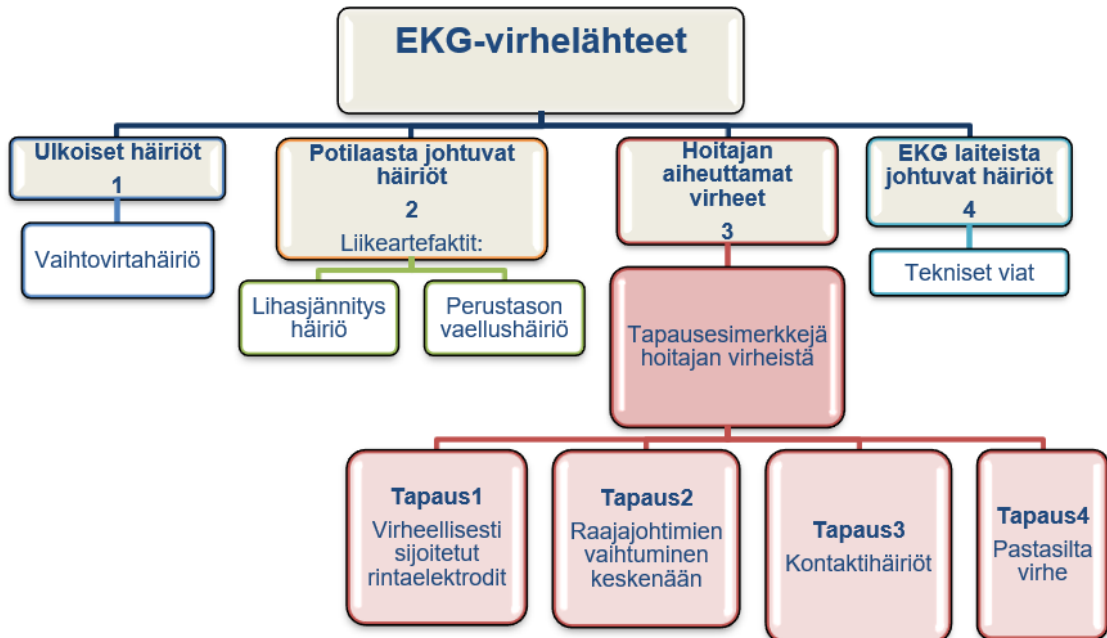 EKG-virhelähteet
Ulkoiset häiriöt
1
Vaihtovirtahäiriö
Potilaasta johtuvat
häiriöt
2
Liikeartefaktit:
Lihasjännitys
häiriö
Perustason
vaellushäiriö
Hoitajan
aiheuttamat
virheet
3
EKG laiteista
johtuvat häiriöt
4
Tekniset viat
Tapausesimerkkejä
hoitajan virheistä
Tapaus1
Virheellisesti
sijoitetut
rintaelektrodit
Tapaus2
Raajajohtimien
vaihtuminen
keskenään
Tapaus3
Kontaktihäiriöt
Tapaus4
Pastasilta
virhe